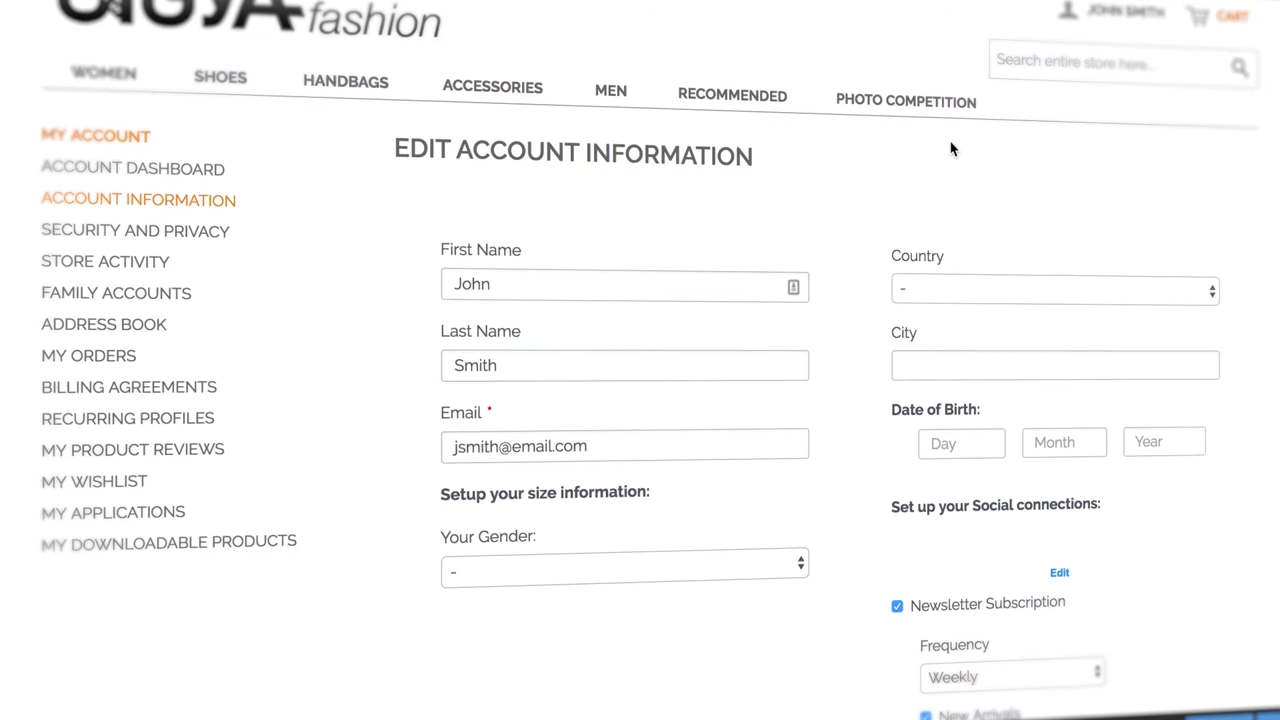 fashion
JOHN SMITH
CART
Search entire store here...
WOMEN
SHOES
HANDBAGS
ACCESSORIES
MEN
RECOMMENDED
PHOTO COMPETITION
MY ACCOUNT
ACCOUNT DASHBOARD
ACCOUNT INFORMATION
SECURITY AND PRIVACY
STORE ACTIVITY
FAMILY ACCOUNTS
ADDRESS BOOK
MY ORDERS
BILLING AGREEMENTS
RECURRING PROFILES
MY PRODUCT REVIEWS
MY WISHLIST
MY APPLICATIONS
MY DOWNLOADABLE PRODUCTS
EDIT ACCOUNT INFORMATION
First Name
John
Last Name
Smith
Email *
jsmith@email.com
Setup your size information:
Your Gender:
-
Country
-
City
Date of Birth:
Day
Month
Year
Set up your Social connections:
Edit
Newsletter Subscription
Frequency
Weekly
New Arrivals